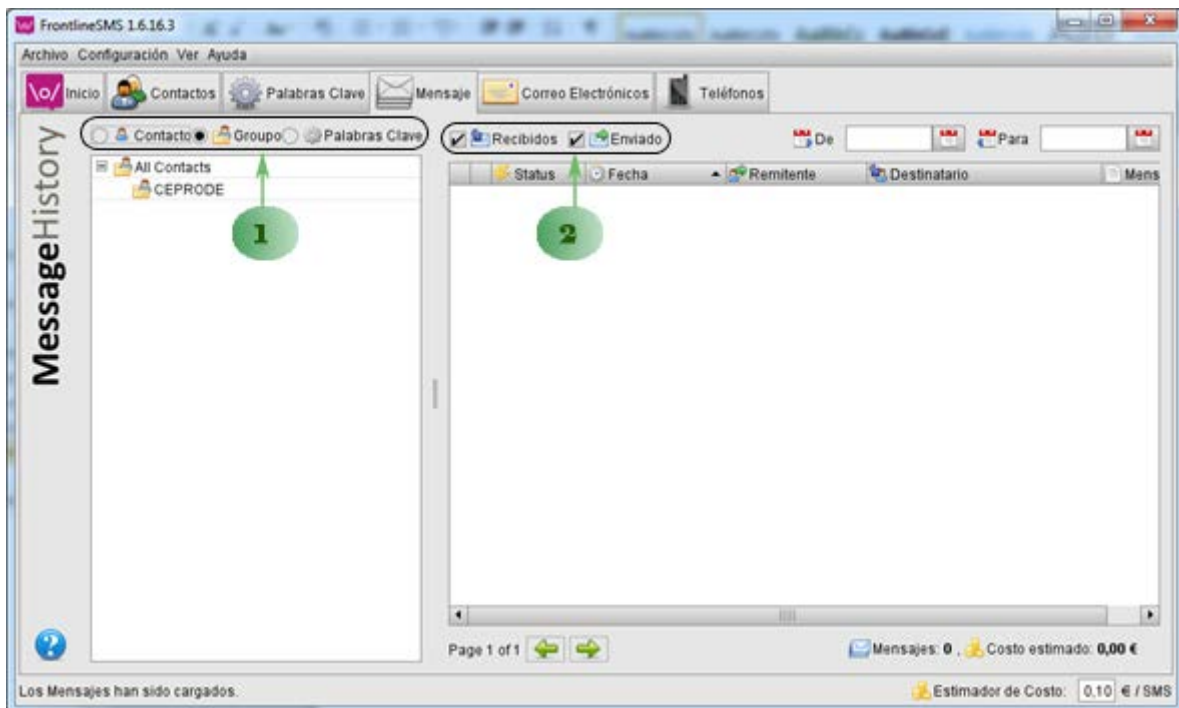 FrontlineSMS 1.6.16.3
Archivo Configuración Ver Ayuda
\o/ Inicio Contactos Palabras Clave Mensaje Correo Electrónicos Teléfonos
MessageHistory
Contacto Groupo Palabras Clave
Recibidos Enviado De Para
All Contacts
CEPRODE
Status Fecha Remitente Destinatario Mens
1
2
Page 1 of 1
Mensajes: 0 , Costo estimado: 0,00 €
Los Mensajes han sido cargados.
Estimador de Costo: 0,10 € / SMS